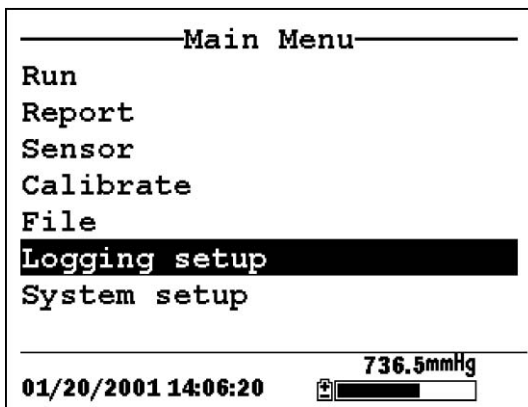 Main Menu
Run
Report
Sensor
Calibrate
File
Logging setup
System setup
736.5mmHg
01/20/2001 14:06:20